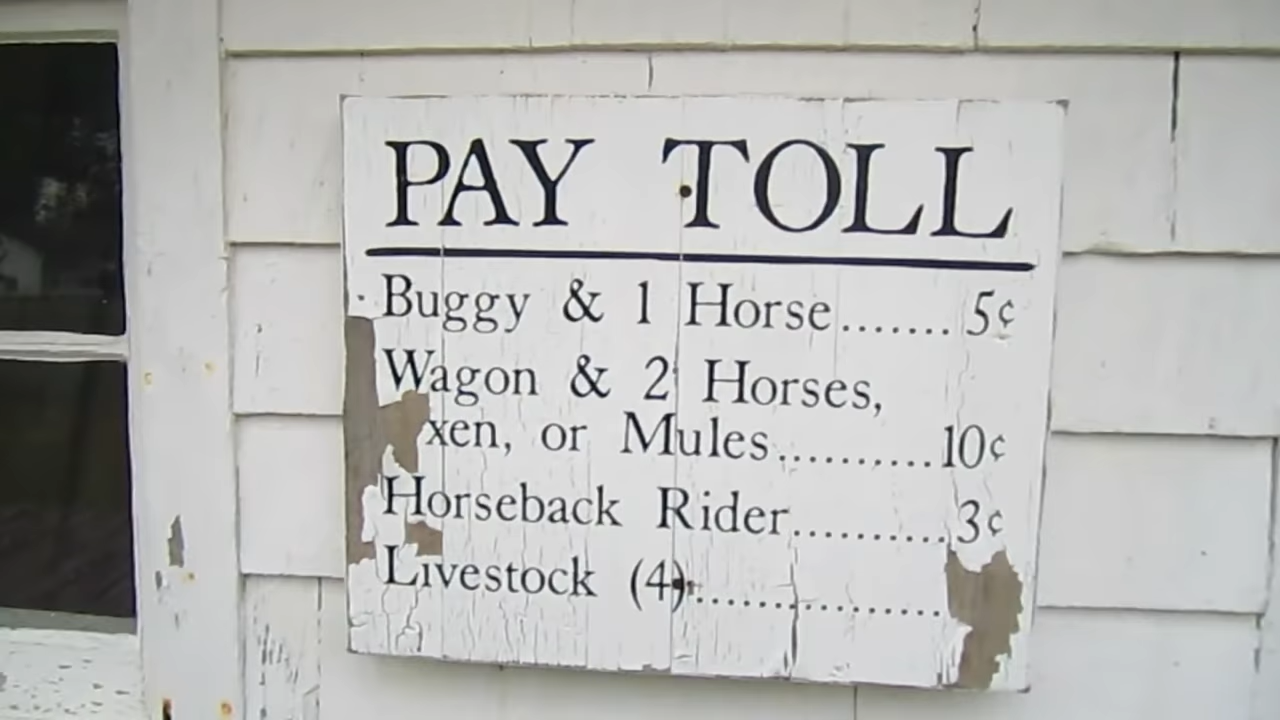 PAY TOLL
Buggy & 1 Horse.......5¢
Wagon & 2 Horses,
xen, or Mules..........10¢
Horseback Rider..........3¢
Livestock (4)................